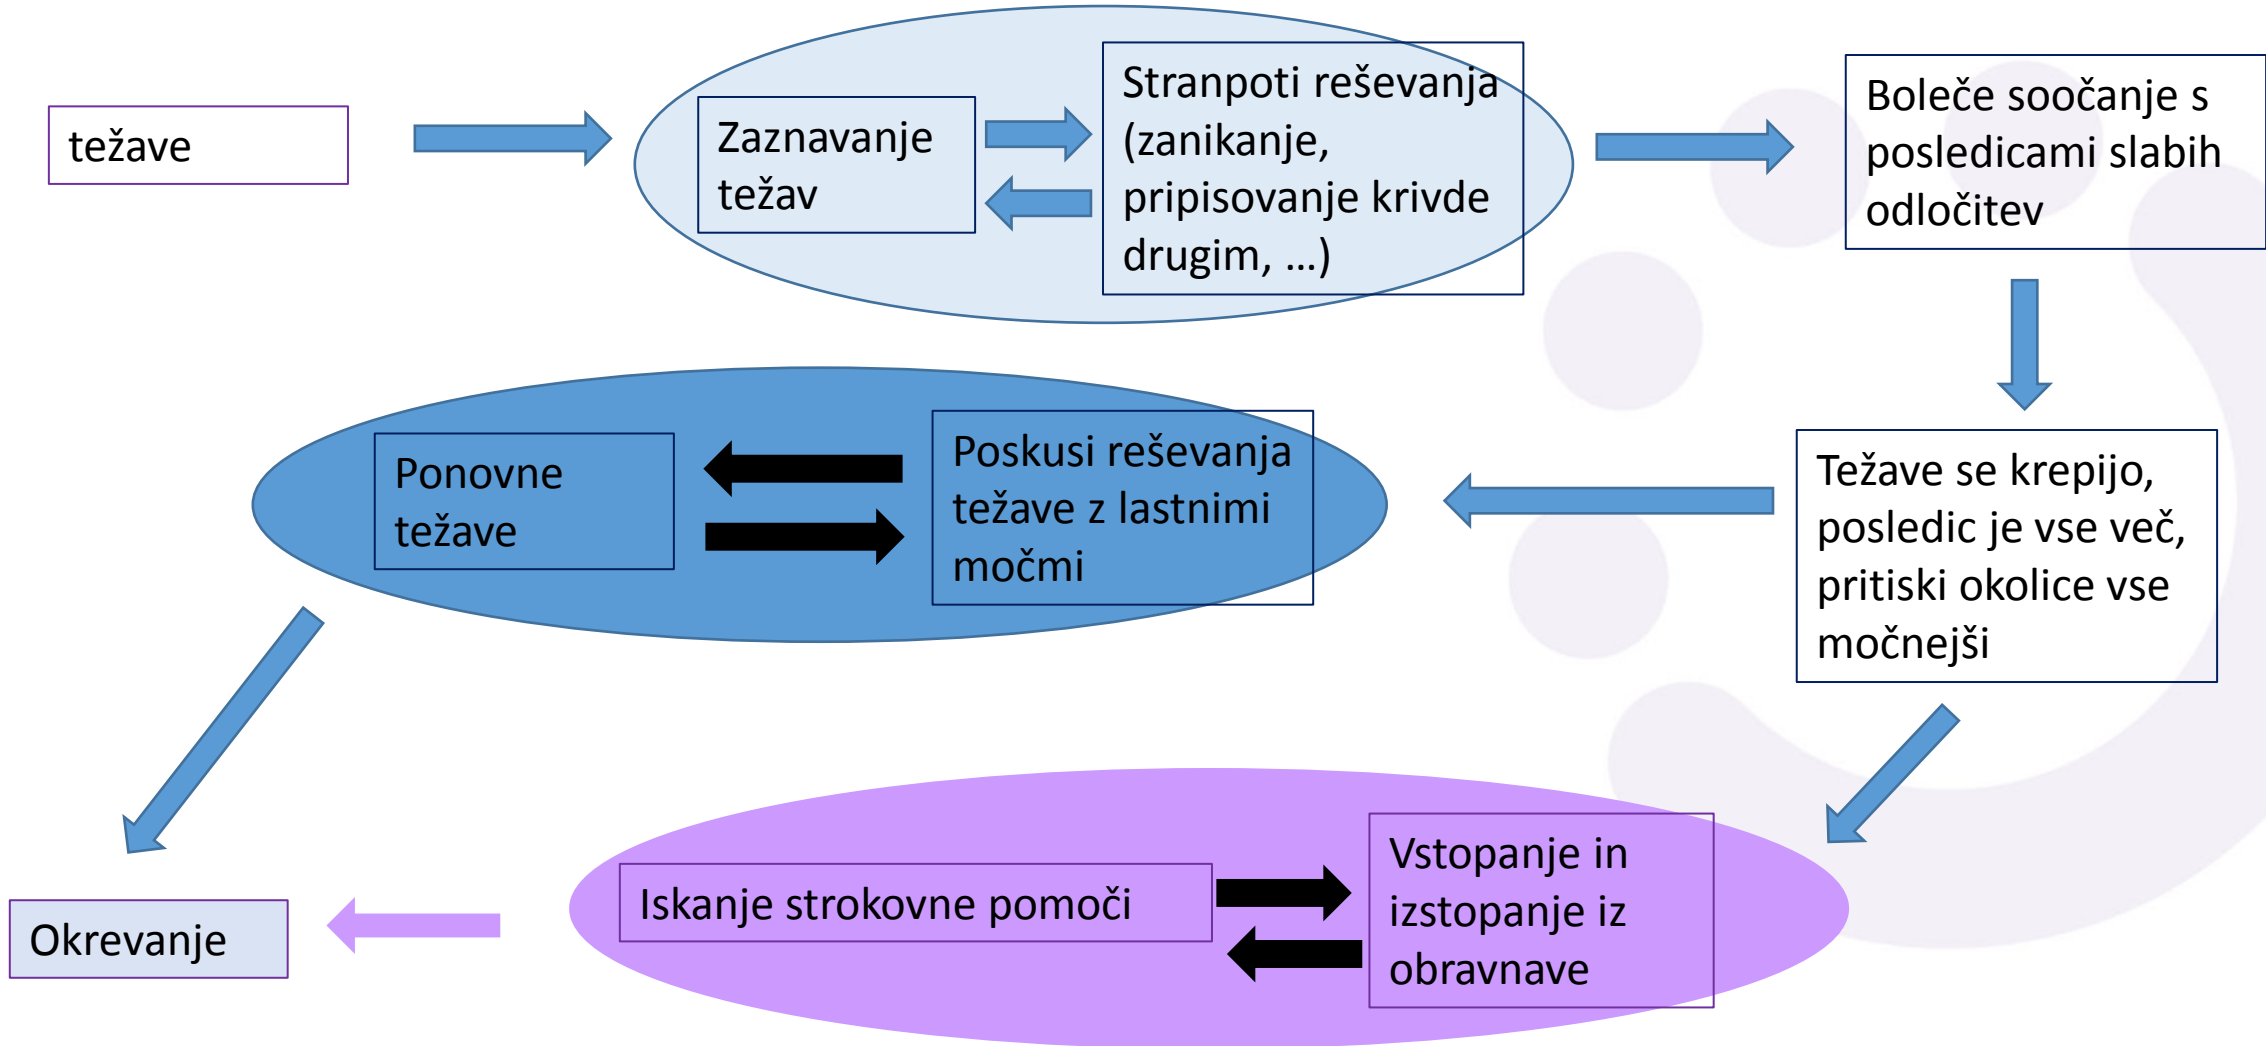 težave
Zaznavanje
težav
Stranpoti reševanja
(zanikanje,
pripisovanje krivde
drugim, ...)
Boleče soočanje s
posledicami slabih
odločitev
Težave se krepijo,
posledic je vse več,
pritiski okolice vse
močnejši
Poskusi reševanja
težave z lastnimi
močmi
Ponovne
težave
Vstopanje in
izstopanje iz
obravnave
Iskanje strokovne pomoči
Okrevanje